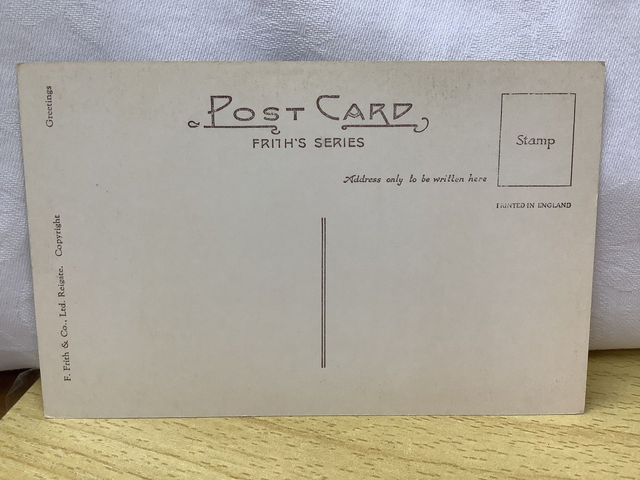 POST CARD
FRITH'S SERIES
Stamp
Address only to be written here
PRINTED IN ENGLAND
Greetings
F. Frith & Co., Ltd. Reigate. Copyright